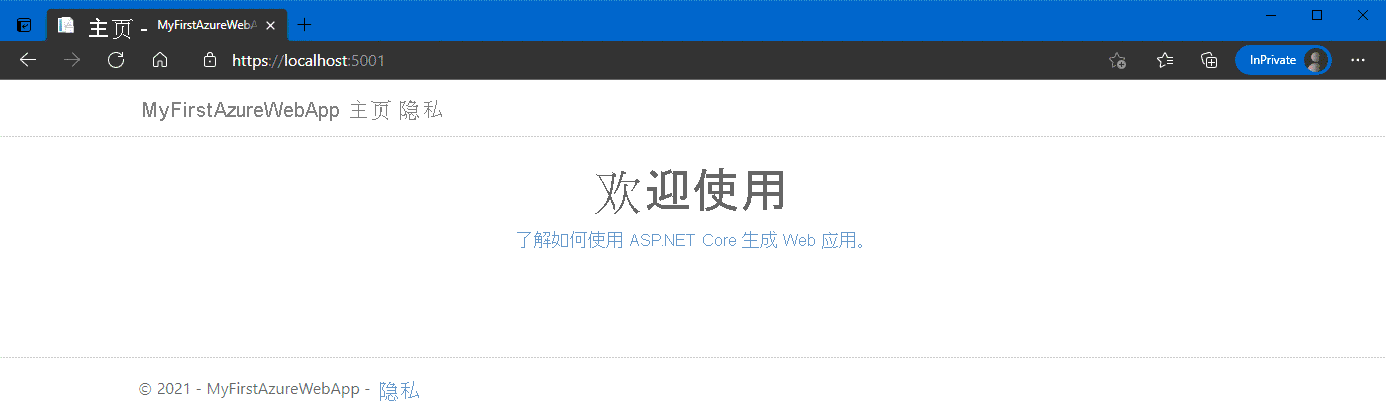 主页 - MyFirstAzureWebA
https://localhost:5001
InPrivate
MyFirstAzureWebApp 主页 隐私
欢迎使用
了解如何使用 ASP.NET Core 生成 Web 应用。
© 2021 - MyFirstAzureWebApp - 隐私